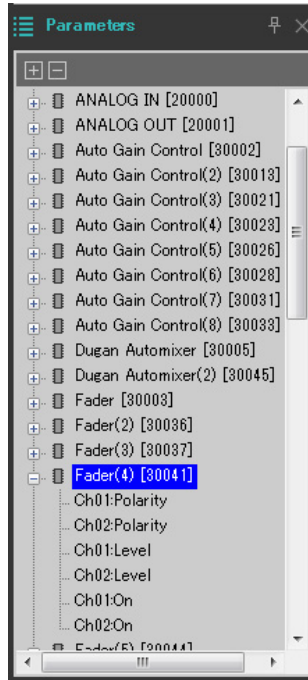 Parameters
ANALOG IN [20000]
ANALOG OUT [20001]
Auto Gain Control [30002]
Auto Gain Control(2) [30013]
Auto Gain Control(3) [30021]
Auto Gain Control(4) [30023]
Auto Gain Control(5) [30026]
Auto Gain Control(6) [30028]
Auto Gain Control(7) [30031]
Auto Gain Control(8) [30033]
Dugan Automixer [30005]
Dugan Automixer(2) [30045]
Fader [30003]
Fader(2) [30036]
Fader(3) [30037]
Fader(4) [30041]
Ch01:Polarity
Ch02:Polarity
Ch01:Level
Ch02:Level
Ch01:On
Ch02:On
Fader(5) [30044]